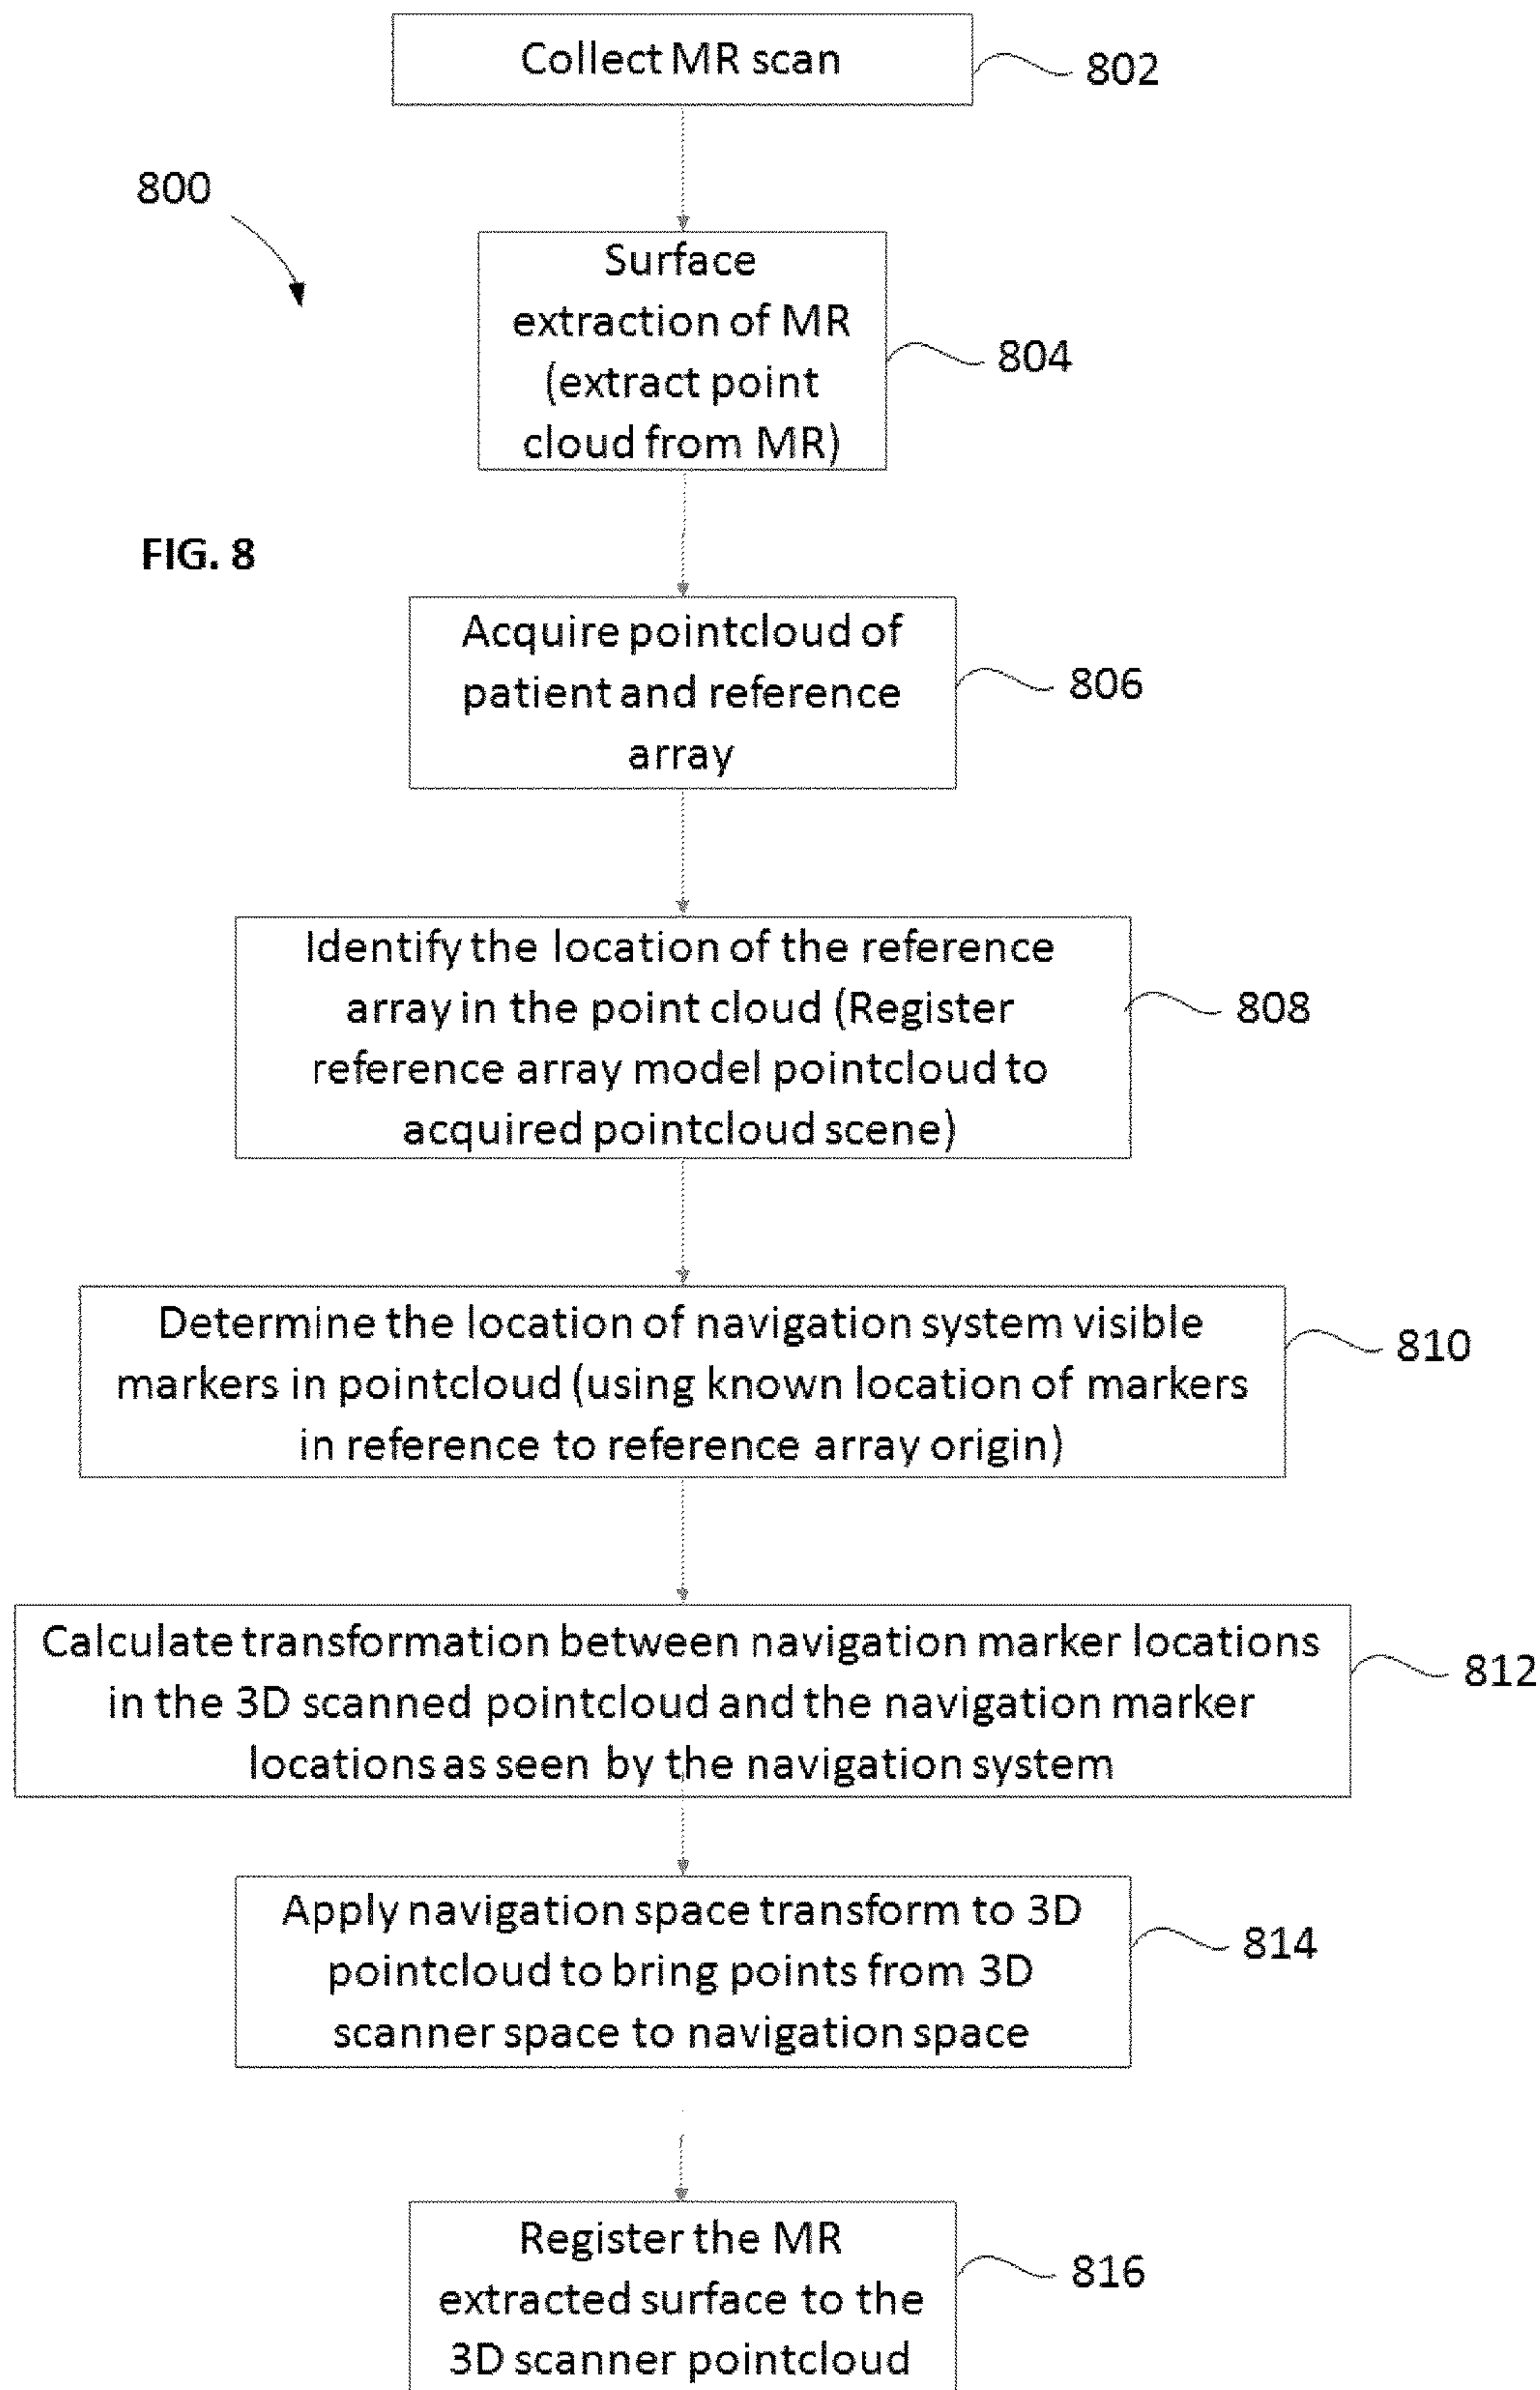 Collect MR scan
802
800
Surface
extraction of MR
(extract point
cloud from MR)
804
FIG. 8
Acquire pointcloud of
patient and reference
array
806
Identify the location of the reference
array in the point cloud (Register
reference array model pointcloud to
acquired pointcloud scene)
808
Determine the location of navigation system visible
markers in pointcloud (using known location of markers
in reference to reference array origin)
810
Calculate transformation between navigation marker locations
in the 3D scanned pointcloud and the navigation marker
locations as seen by the navigation system
812
Apply navigation space transform to 3D
pointcloud to bring points from 3D
scanner space to navigation space
814
Register the MR
extracted surface to the
3D scanner pointcloud
816